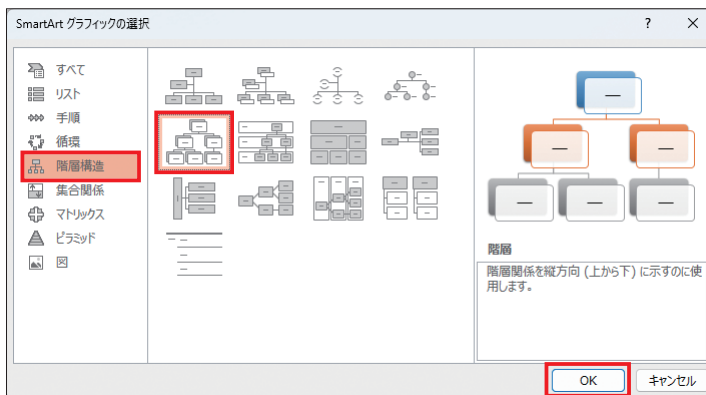 SmartArt グラフィックの選択
?
すべて
リスト
手順
循環
階層構造
集合関係
マトリックス
ピラミッド
図
階層
階層関係を縦方向 (上から下) に示すのに使
用します。
OK
キャンセル